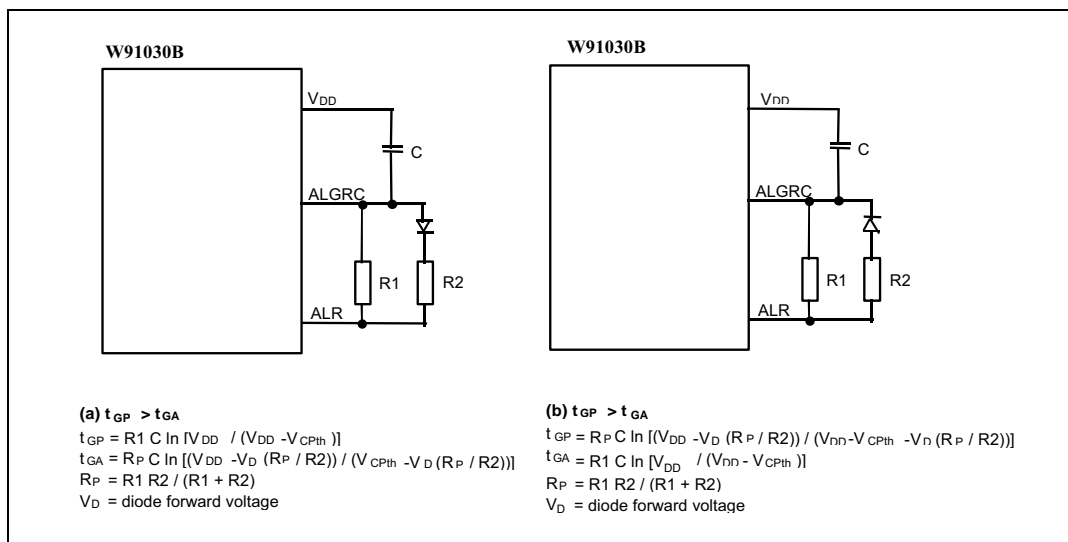 W91030B
VDD
C
ALGRC
R1
R2
ALR
(a) tGP > tGA
tGP = R1 C ln [VDD / (VDD -VCPth )]
tGA = RP C ln [(VDD -VD (RP / R2)) / (VCPth -VD (RP / R2))]
RP = R1 R2 / (R1 + R2)
VD = diode forward voltage
W91030B
VDD
C
ALGRC
R1
R2
ALR
(b) tGP > tGA
tGP = RP C ln [(VDD -VD (RP / R2)) / (VDD-VCPth -VD (RP / R2))]
tGA = R1 C ln [VDD / (VDD - VCPth )]
RP = R1 R2 / (R1 + R2)
VD = diode forward voltage